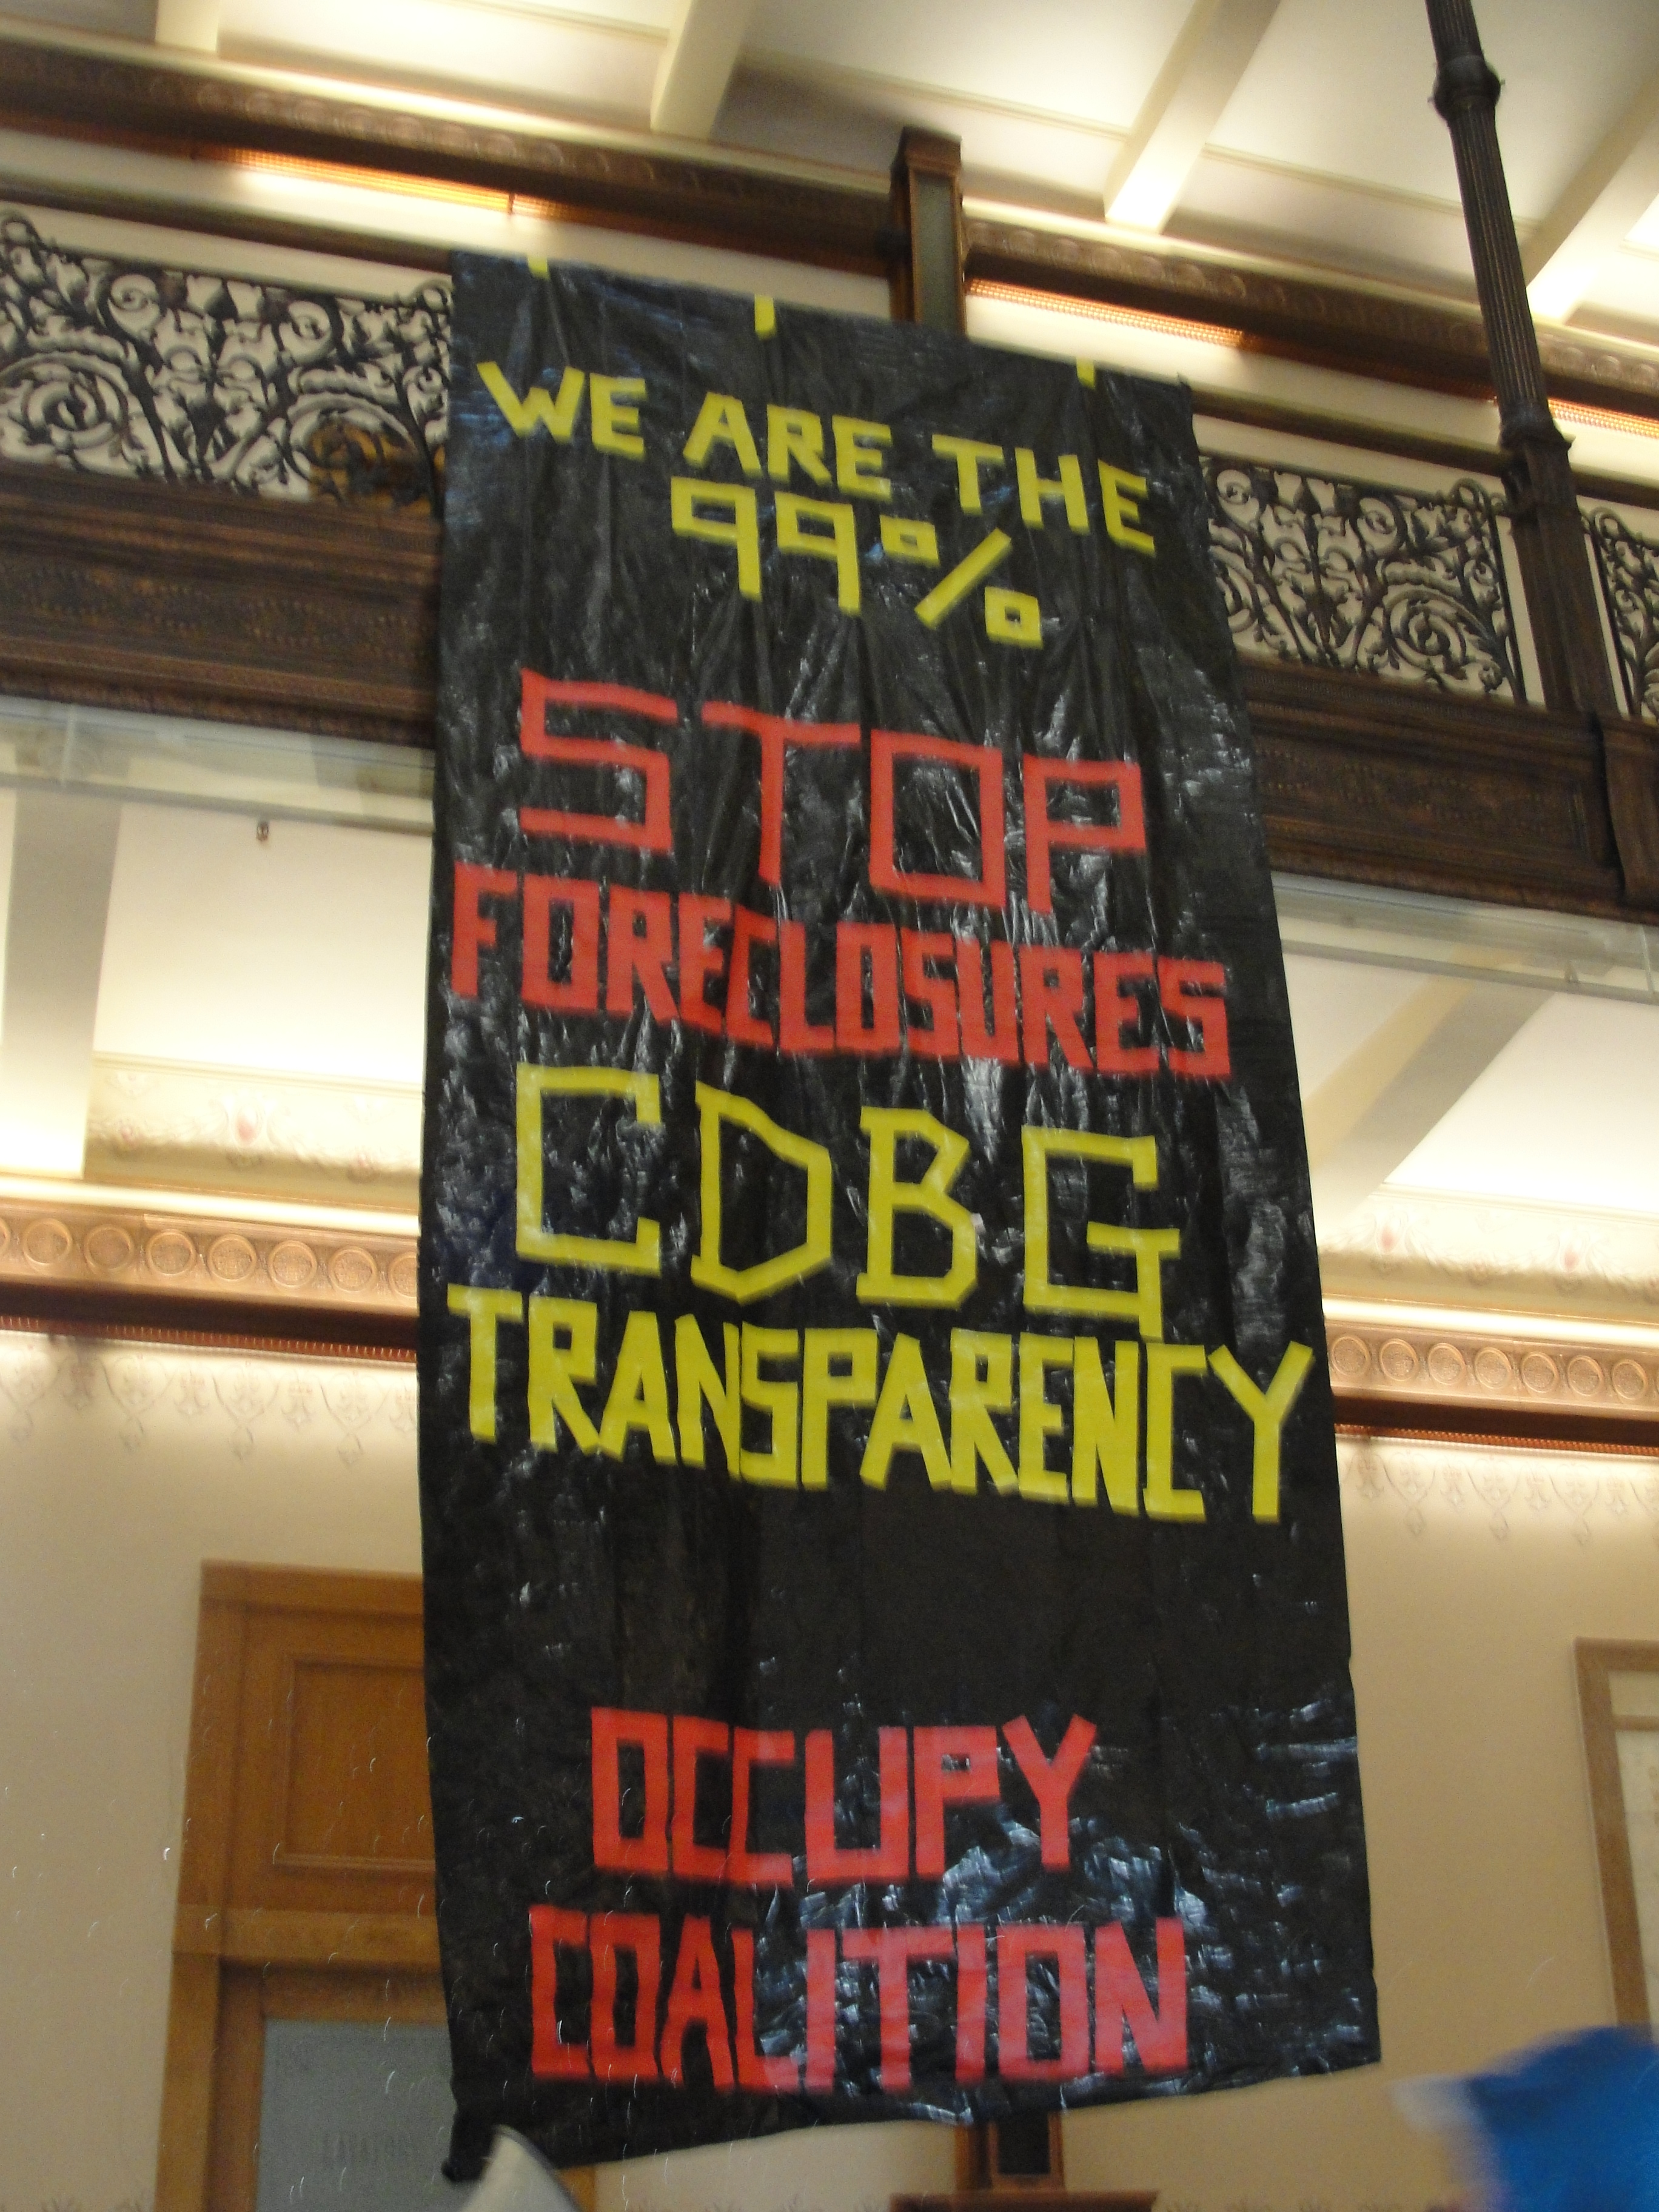 WE ARE THE
99%
STOP
FORECLOSURES
CDBG
TRANSPARENCY
OCCUPY
COALITION